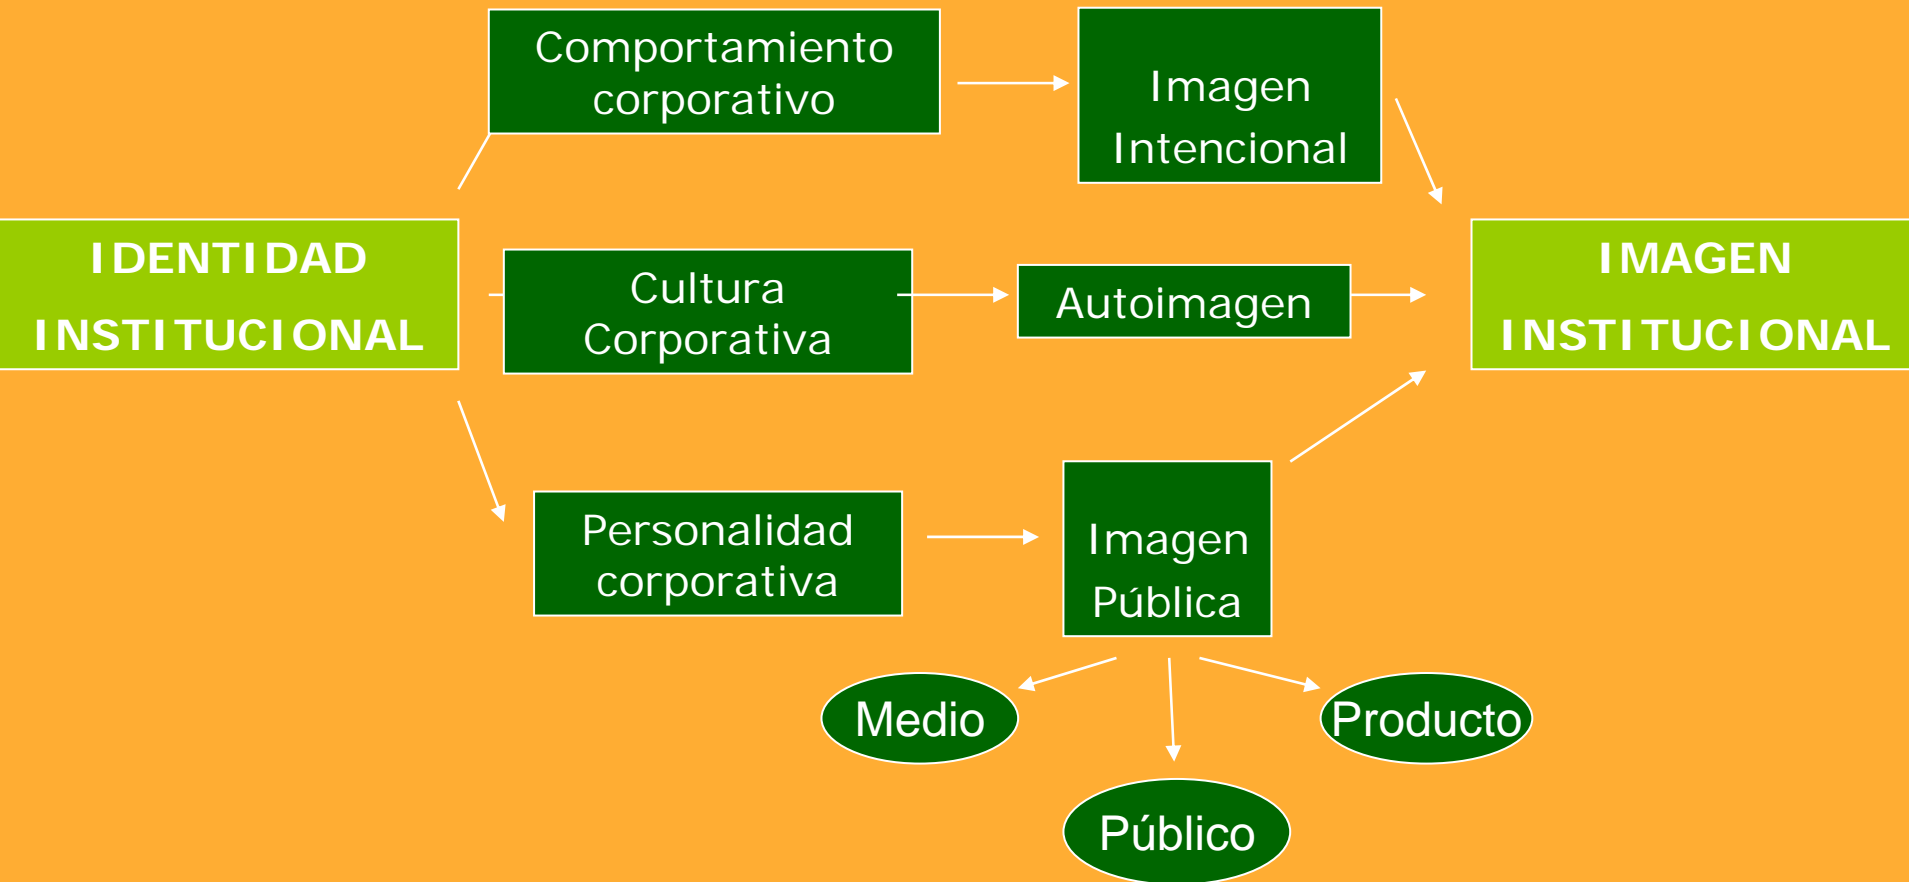 Comportamiento
corporativo
Imagen
Intencional
IDENTIDAD
INSTITUCIONAL
Cultura
Corporativa
Autoimagen
IMAGEN
INSTITUCIONAL
Personalidad
corporativa
Imagen
Pública
Medio
Producto
Público